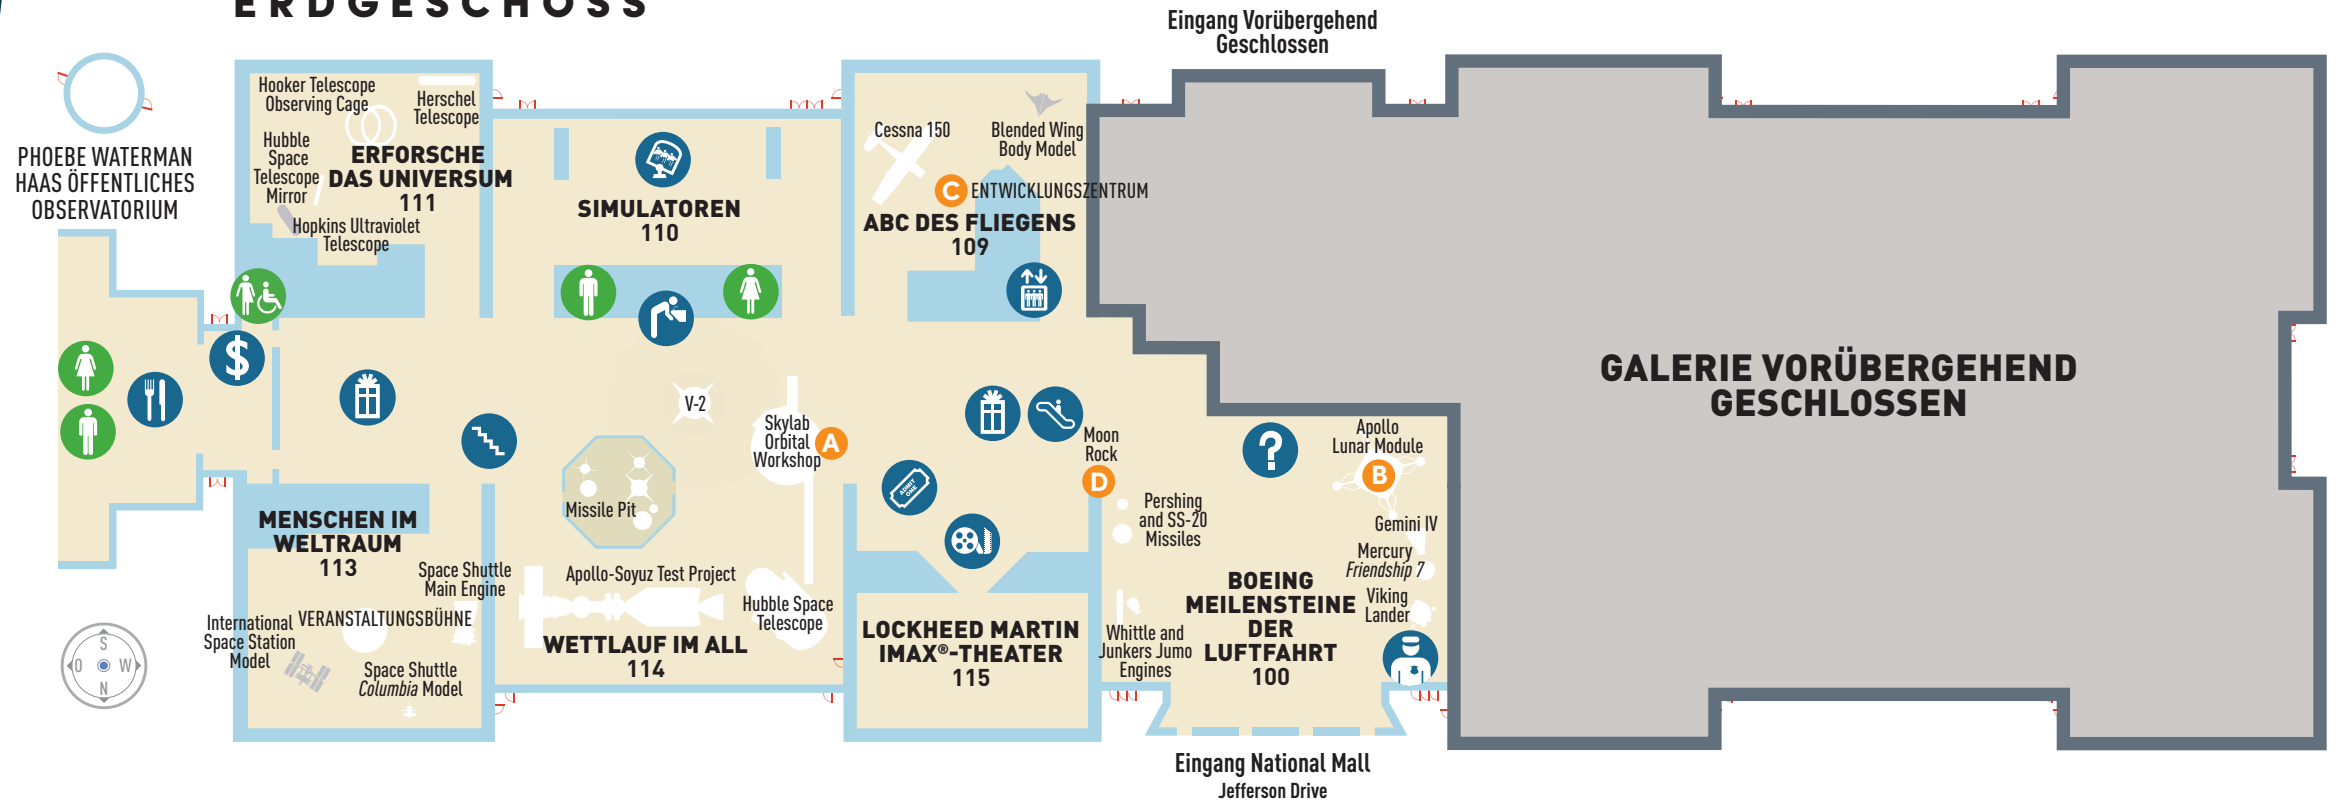 ERDGESCHOSS
Eingang Vorübergehend
Geschlossen
PHOEBE WATERMAN
HAAS ÖFFENTLICHES
OBSERVATORIUM
Hooker Telescope
Observing Cage
Herschel
Telescope
Hubble
Space
Telescope
Mirror
ERFORSCHE
DAS UNIVERSUM
111
Hopkins Ultraviolet
Telescope
SIMULATOREN
110
Cessna 150
Blended Wing
Body Model
C ENTWICKLUNGSZENTRUM
ABC DES FLIEGENS
109
GALERIE VORÜBERGEHEND
GESCHLOSSEN
$
V-2
Skylab
Orbital
Workshop
A
Missile Pit
ADMIT
ONE
Moon
Rock
D
?
Apollo
Lunar Module
B
Pershing
and SS-20
Missiles
Gemini IV
Mercury
Friendship 7
Viking
Lander
MENSCHEN IM
WELTRAUM
113
Space Shuttle
Main Engine
VERANSTALTUNGSBÜHNE
International
Space Station
Model
Space Shuttle
Columbia Model
Apollo-Soyuz Test Project
Hubble Space
Telescope
WETTLAUF IM ALL
114
LOCKHEED MARTIN
IMAX®-THEATER
115
Whittle and
Junkers Jumo
Engines
BOEING
MEILENSTEINE
DER
LUFTFAHRT
100
S
O W
N
Eingang National Mall
Jefferson Drive